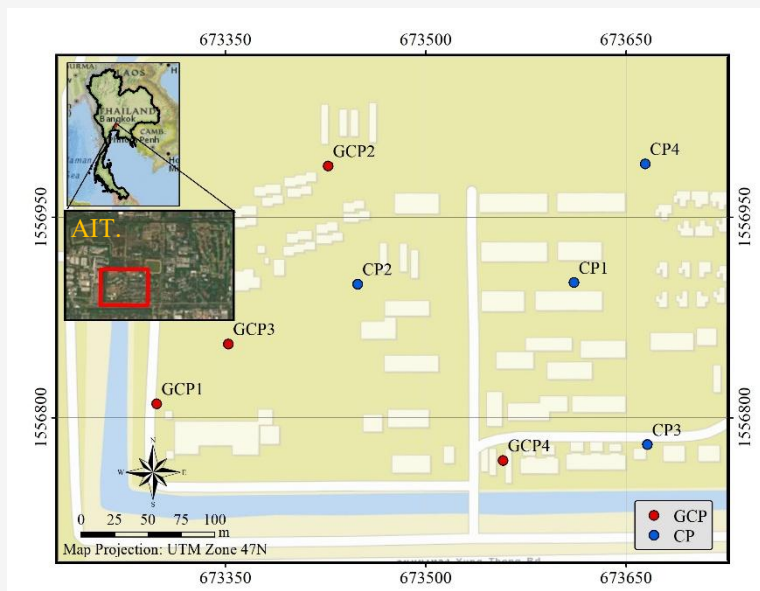 673350 673500 673650
LAOS
THAILAND
Bangkok
CAMB.
Penh
AIT.
GCP2
CP4
1556950
1556950
CP2
CP1
GCP3
GCP1
1556800
1556800
CP3
GCP4
N
W E
S
0 25 50 75 100
m
GCP
CP
Map Projection: UTM Zone 47N
673350 673500 673650